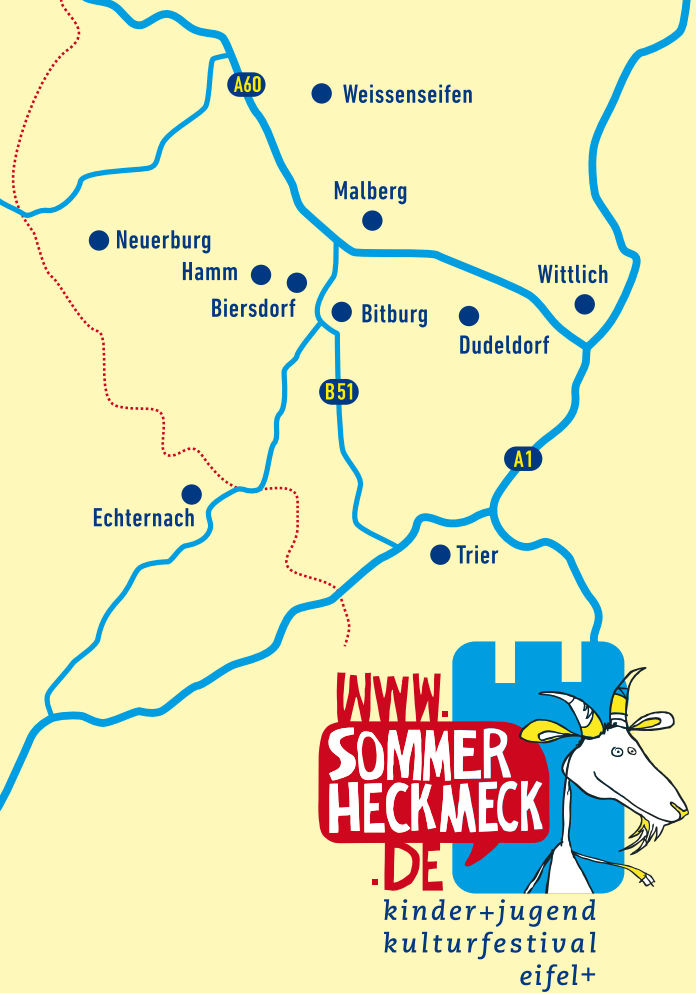 A60
Weissenseifen
Malberg
Neuerburg
Hamm
Wittlich
Biersdorf
Bitburg
Dudeldorf
B51
A1
Echternach
Trier
WWW.
SOMMER
HECKMECK
.DE
kinder+jugend
kulturfestival
eifel+